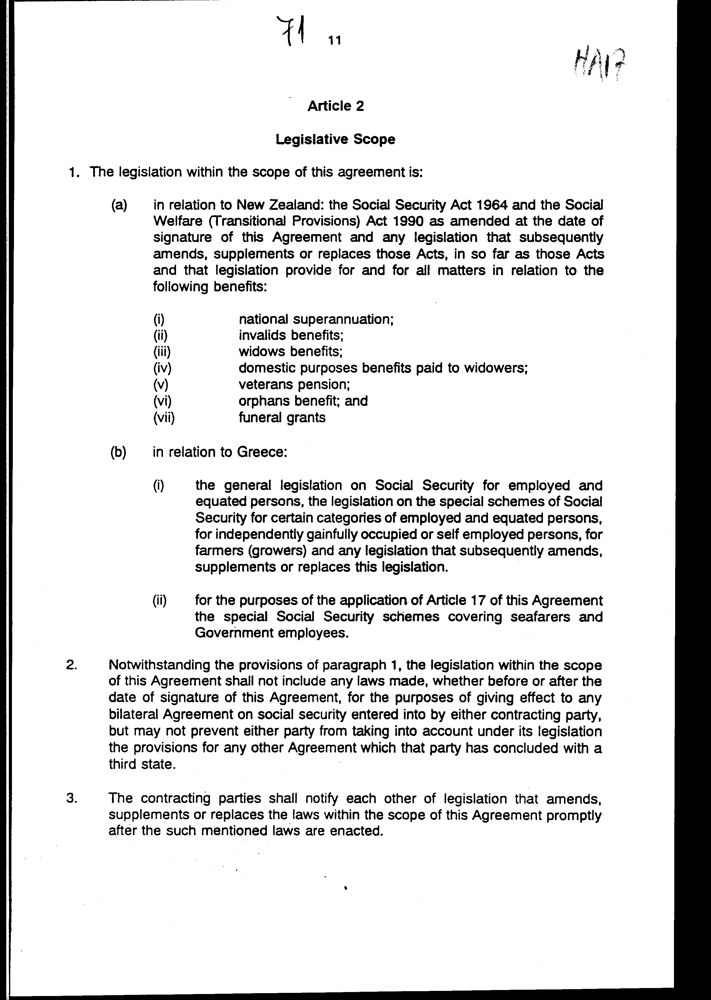 71 11
HA17
Article 2
Legislative Scope
1. The legislation within the scope of this agreement is:
(a) in relation to New Zealand: the Social Security Act 1964 and the Social
Welfare (Transitional Provisions) Act 1990 as amended at the date of
signature of this Agreement and any legislation that subsequently
amends, supplements or replaces those Acts, in so far as those Acts
and that legislation provide for and for all matters in relation to the
following benefits:
(i) national superannuation;
(ii) invalids benefits;
(iii) widows benefits;
(iv) domestic purposes benefits paid to widowers;
(v) veterans pension;
(vi) orphans benefit; and
(vii) funeral grants
(b) in relation to Greece:
(i) the general legislation on Social Security for employed and
equated persons, the legislation on the special schemes of Social
Security for certain categories of employed and equated persons,
for independently gainfully occupied or self employed persons, for
farmers (growers) and any legislation that subsequently amends,
supplements or replaces this legislation.
(ii) for the purposes of the application of Article 17 of this Agreement
the special Social Security schemes covering seafarers and
Government employees.
2. Notwithstanding the provisions of paragraph 1, the legislation within the scope
of this Agreement shall not include any laws made, whether before or after the
date of signature of this Agreement, for the purposes of giving effect to any
bilateral Agreement on social security entered into by either contracting party,
but may not prevent either party from taking into account under its legislation
the provisions for any other Agreement which that party has concluded with a
third state.
3. The contracting parties shall notify each other of legislation that amends,
supplements or replaces the laws within the scope of this Agreement promptly
after the such mentioned laws are enacted.